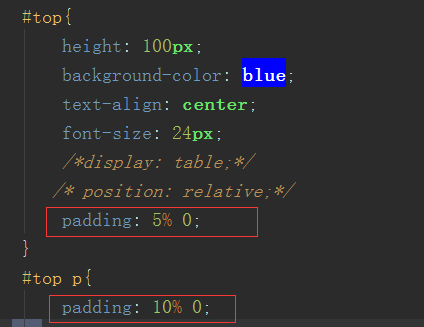 #top{
height: 100px;
background-color: blue;
text-align: center;
font-size: 24px;
/*display: table;*/
/* position: relative;*/
padding: 5% 0;
}
#top p{
padding: 10% 0;